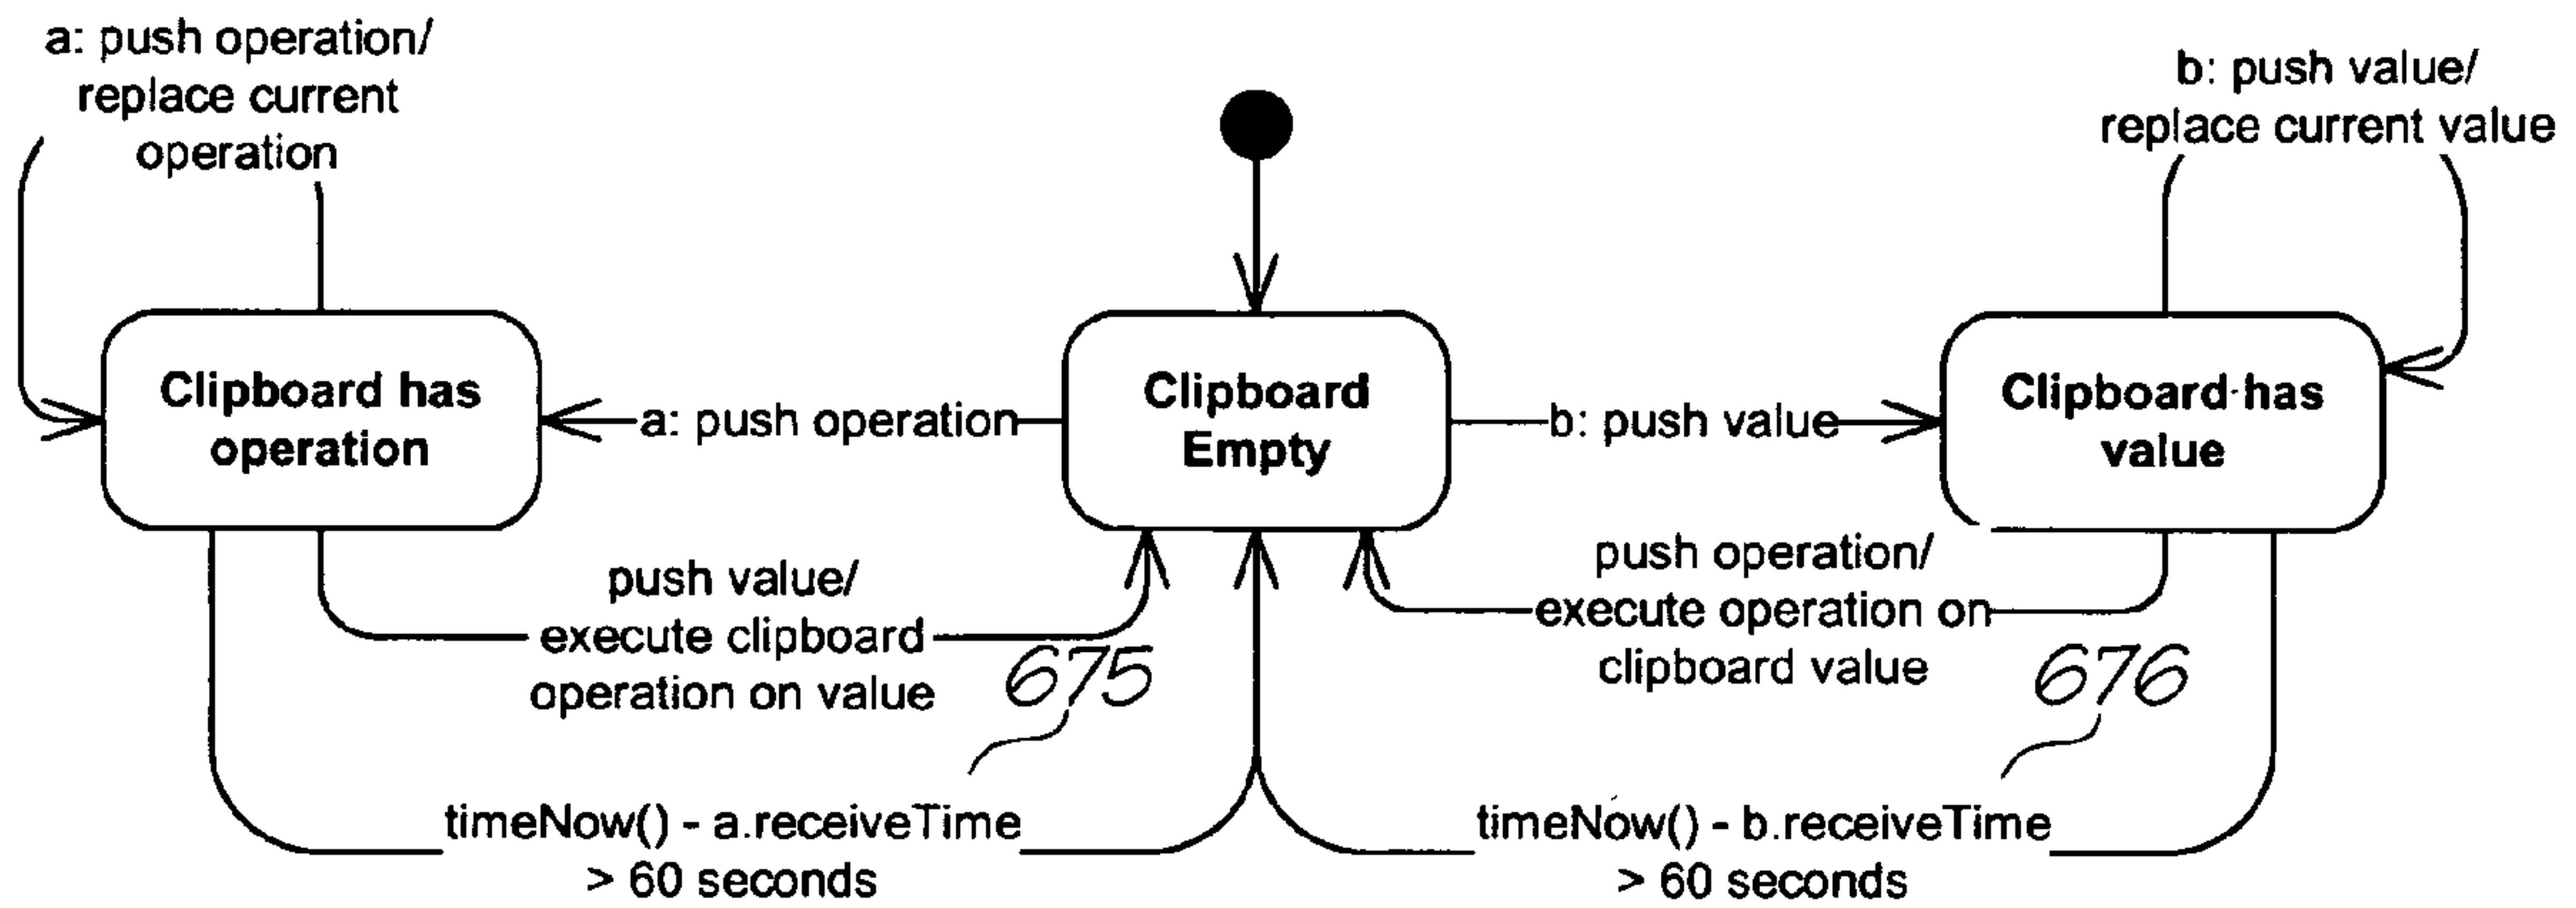 a: push operation/
replace current
operation
b: push value/
replace current value
Clipboard has
operation
a: push operation
Clipboard
Empty
b: push value
Clipboard has
value
push value/
execute clipboard
operation on value
675
push operation/
execute operation on
clipboard value
676
timeNow() - a.receiveTime
> 60 seconds
timeNow() - b.receiveTime
> 60 seconds